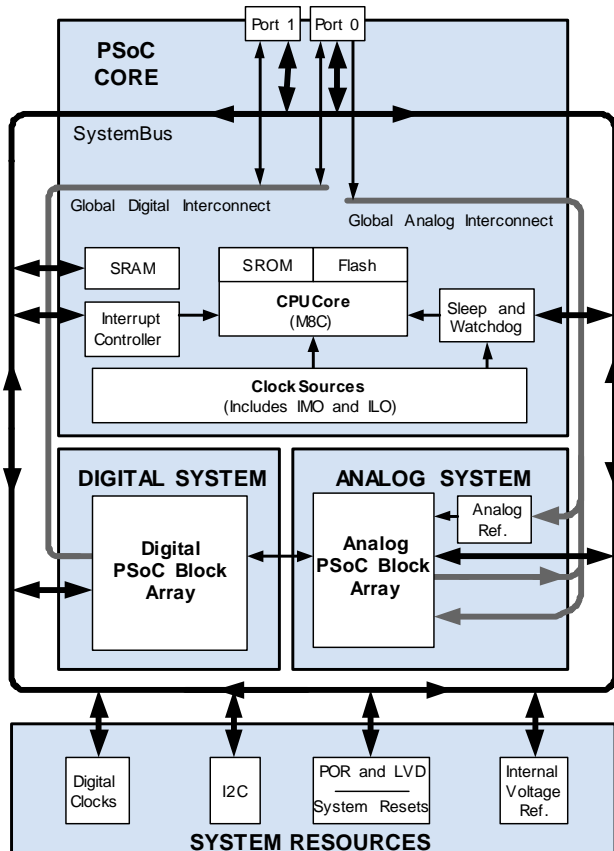 Port 1
Port 0
PSoC
CORE
SystemBus
Global Digital Interconnect
Global Analog Interconnect
SRAM
SROM
Flash
CPUCore
(M8C)
Interrupt
Controller
Sleep and
Watchdog
ClockSources
(Includes IMO and ILO)
DIGITAL SYSTEM
Digital
PSoC Block
Array
ANALOG SYSTEM
Analog
PSoC Block
Array
Analog
Ref.
Digital
Clocks
I2C
POR and LVD
System Resets
Internal
Voltage
Ref.
SYSTEM RESOURCES